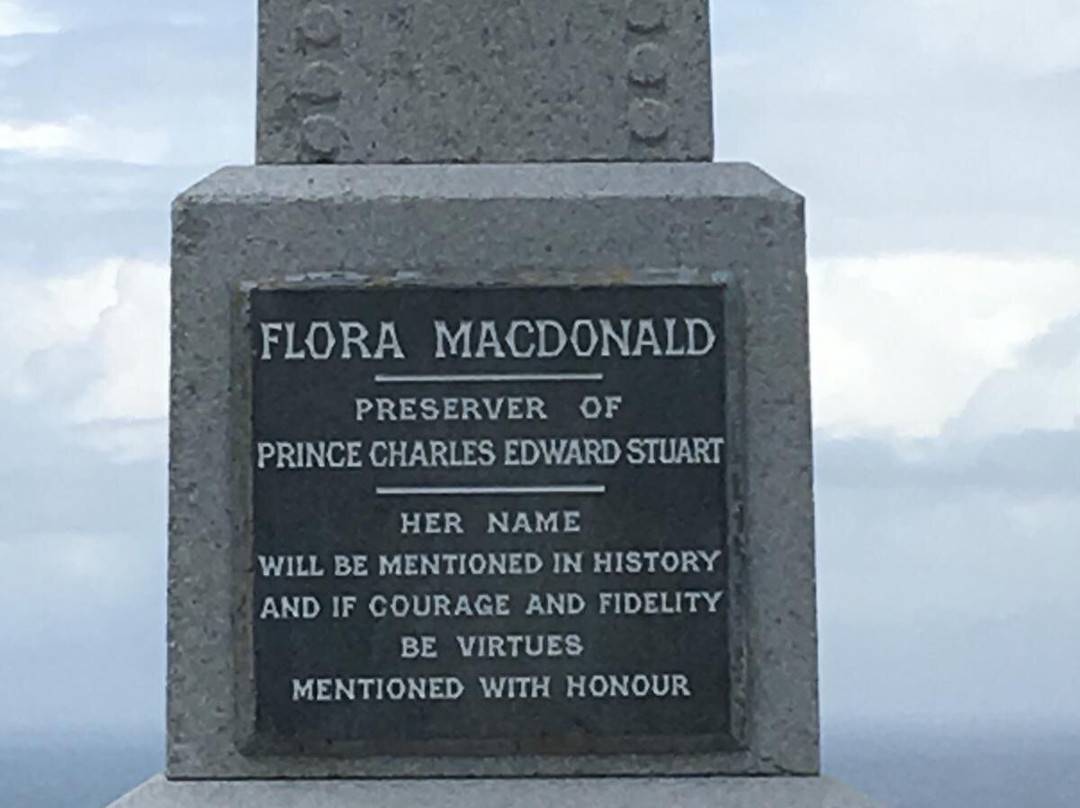 FLORA MACDONALD
PRESERVER OF
PRINCE CHARLES EDWARD STUART
HER NAME
WILL BE MENTIONED IN HISTORY
AND IF COURAGE AND FIDELITY
BE VIRTUES
MENTIONED WITH HONOUR